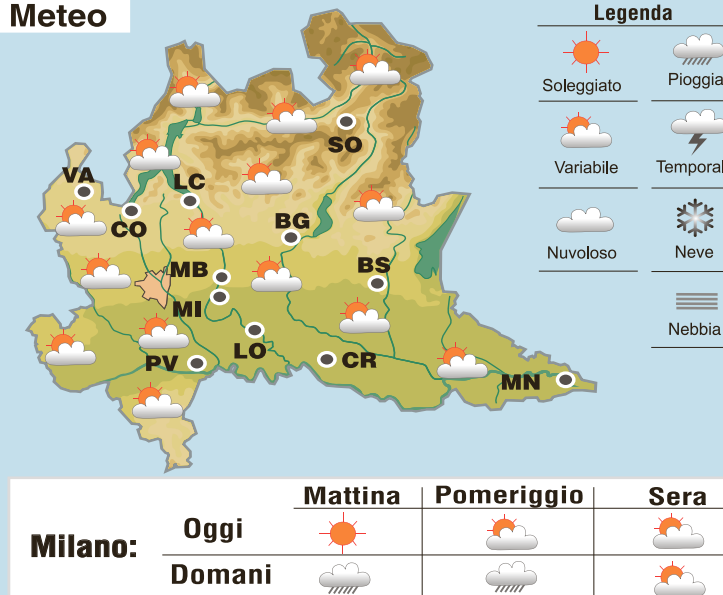 Meteo
Legenda
Soleggiato
Pioggia
Variabile
Temporal
Nuvoloso
Neve
Nebbia
SO
VA
LC
CO
BG
MB
BS
MI
LO
PV
CR
MN
Mattina Pomeriggio Sera
Milano:
Oggi
Domani